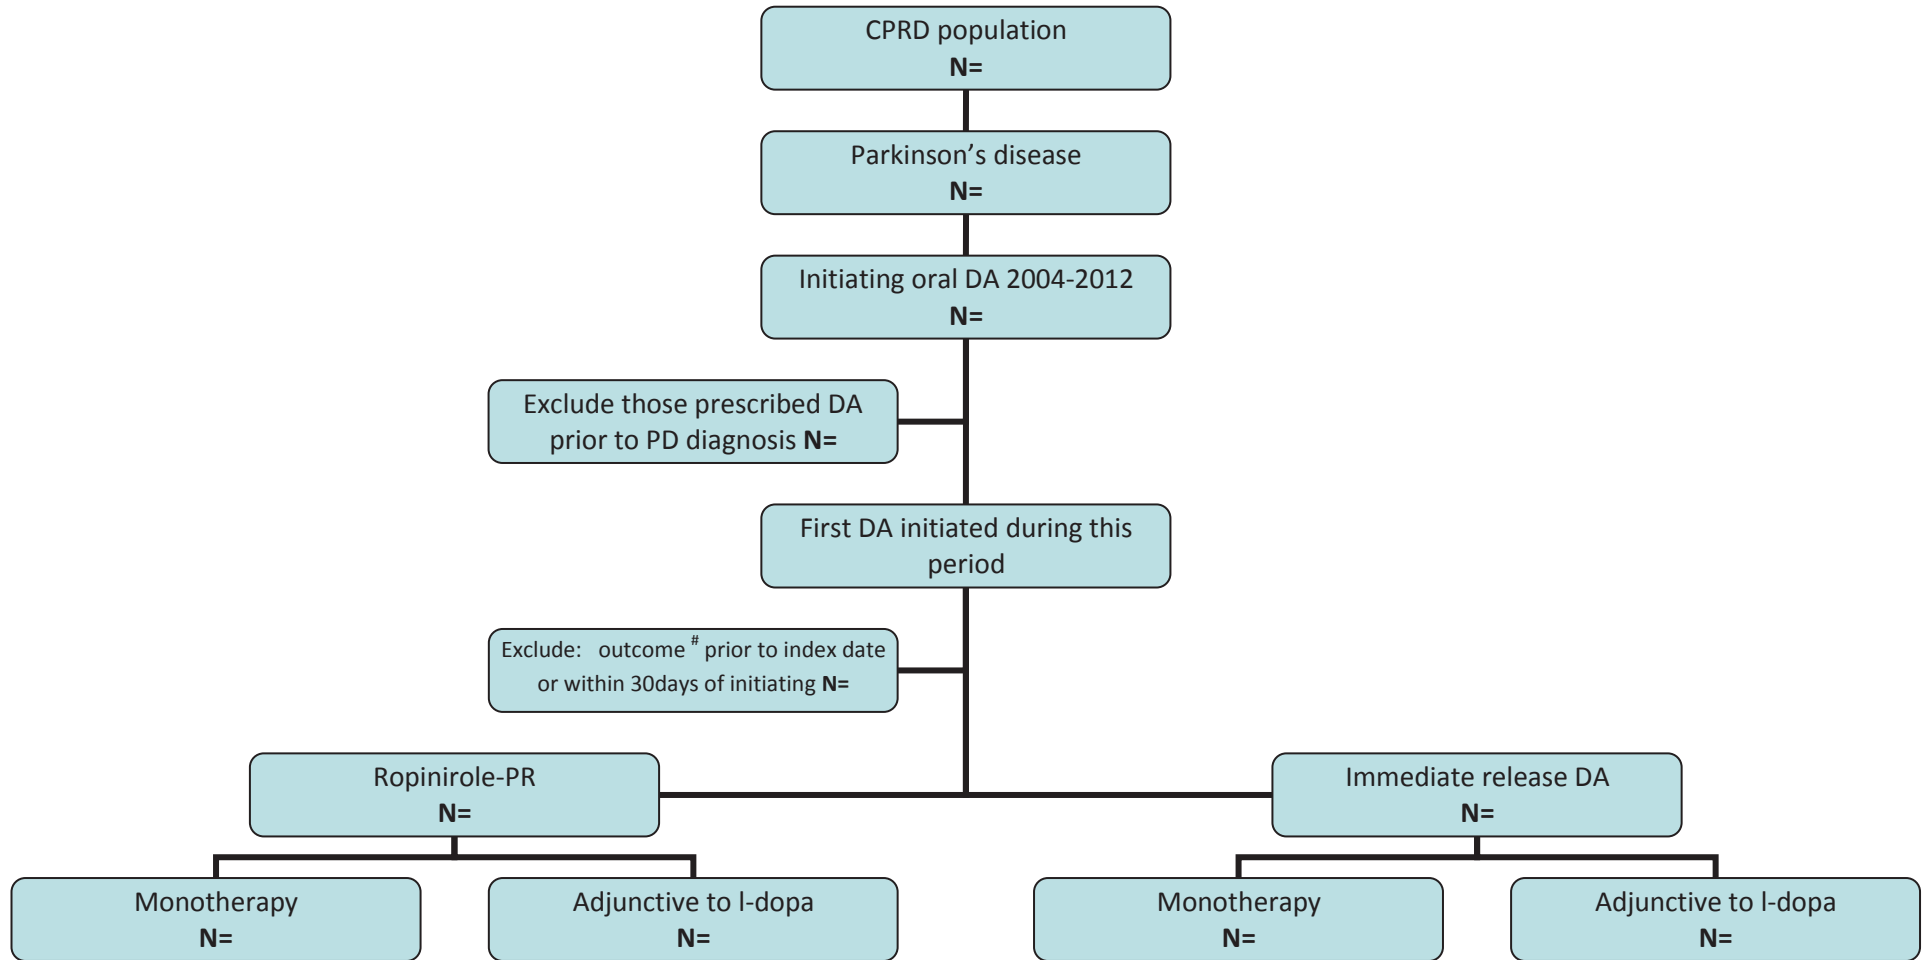 CPRD population
N=
Parkinson’s disease
N=
Initiating oral DA 2004-2012
N=
Exclude those prescribed DA
prior to PD diagnosis N=
First DA initiated during this
period
Exclude: outcome # prior to index date
or within 30days of initiating N=
Ropinirole-PR
N=
Immediate release DA
N=
Monotherapy
N=
Adjunctive to l-dopa
N=
Monotherapy
N=
Adjunctive to l-dopa
N=